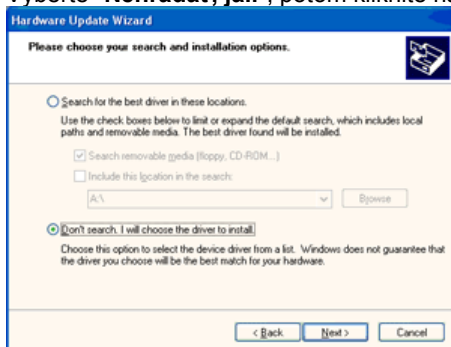 Hardware Update Wizard
Please choose your search and installation options.
Search for the best driver in these locations.
Use the check boxes below to limit or expand the default search, which includes local
paths and removable media. The best driver found will be installed.
Search removable media (floppy, CD-ROM...)
Include this location in the search:
A:\
Browse
Don't search. I will choose the driver to install.
Choose this option to select the device driver from a list. Windows does not guarantee that
the driver you choose will be the best match for your hardware.
< Back
Next >
Cancel